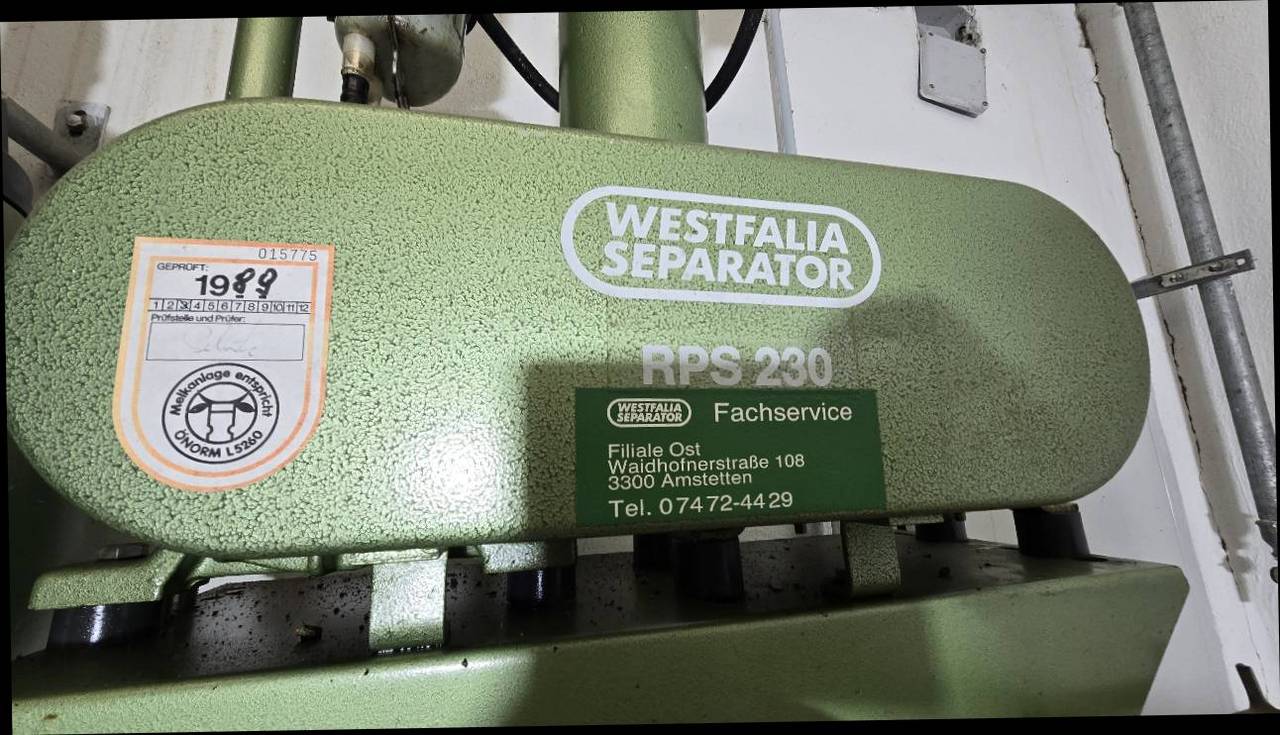 015775
GEPRÜFT:
1989
1 2 3 4 5 6 7 8 9 10 11 12
Prüfstelle und Prüfer:
Melkanlage entspricht
ÖNORM L5260
WESTFALIA
SEPARATOR
RPS 230
WESTFALIA
SEPARATOR
Fachservice
Filiale Ost
Waidhofnerstraße 108
3300 Amstetten
Tel. 07472-4429